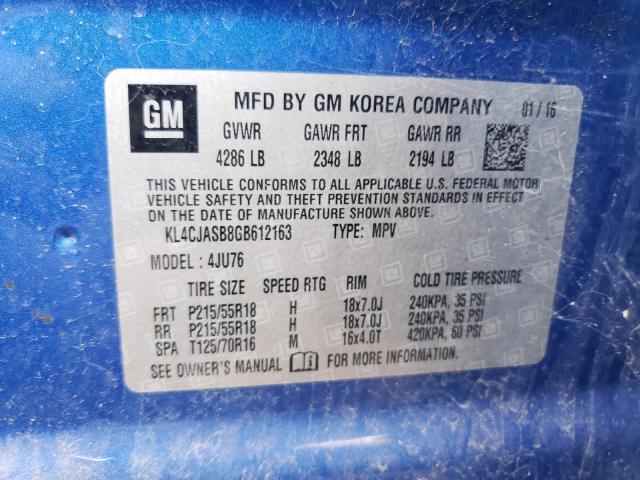 GM MFD BY GM KOREA COMPANY 01/16
GVWR GAWR FRT GAWR RR
4286 LB 2348 LB 2194 LB
THIS VEHICLE CONFORMS TO ALL APPLICABLE U.S. FEDERAL MOTOR
VEHICLE SAFETY AND THEFT PREVENTION STANDARDS IN EFFECT
ON THE DATE OF MANUFACTURE SHOWN ABOVE.
KL4CJASB8GB612163 TYPE: MPV
MODEL: 4JU76
TIRE SIZE SPEED RTG RIM COLD TIRE PRESSURE
FRT P215/55R18 H 18x7.0J 240KPA, 35 PSI
RR P215/55R18 H 18x7.0J 240KPA, 35 PSI
SPA T125/70R16 M 16x4.0T 420KPA, 60 PSI
SEE OWNER'S MANUAL FOR MORE INFORMATION.